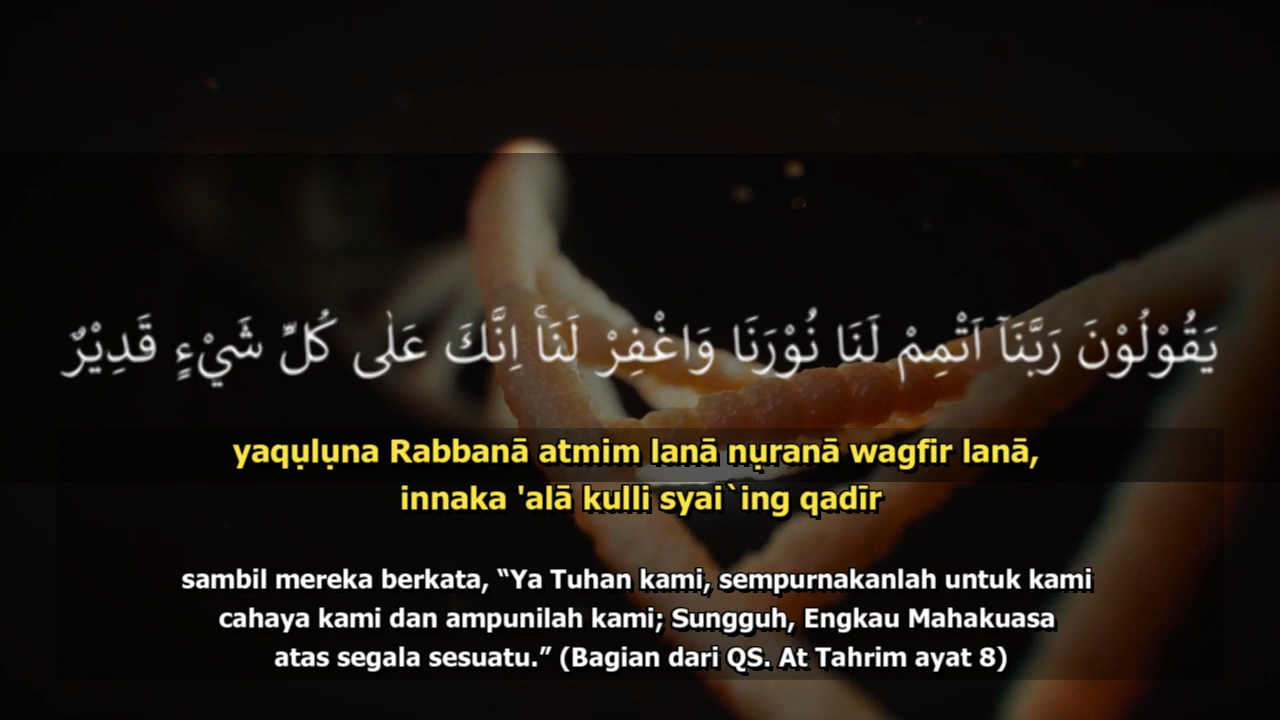 يَقُوْلُوْنَ رَبَّنَآ اَتْمِمْ لَنَا نُوْرَنَا وَاغْفِرْ لَنَاۚ اِنَّكَ عَلٰى كُلِّ شَيْءٍ قَدِيْرٌ
yaqụlụna Rabbanā atmim lanā nụranā wagfir lanā,
innaka 'alā kulli syai`ing qadīr
sambil mereka berkata, “Ya Tuhan kami, sempurnakanlah untuk kami
cahaya kami dan ampunilah kami; Sungguh, Engkau Mahakuasa
atas segala sesuatu.” (Bagian dari QS. At Tahrim ayat 8)